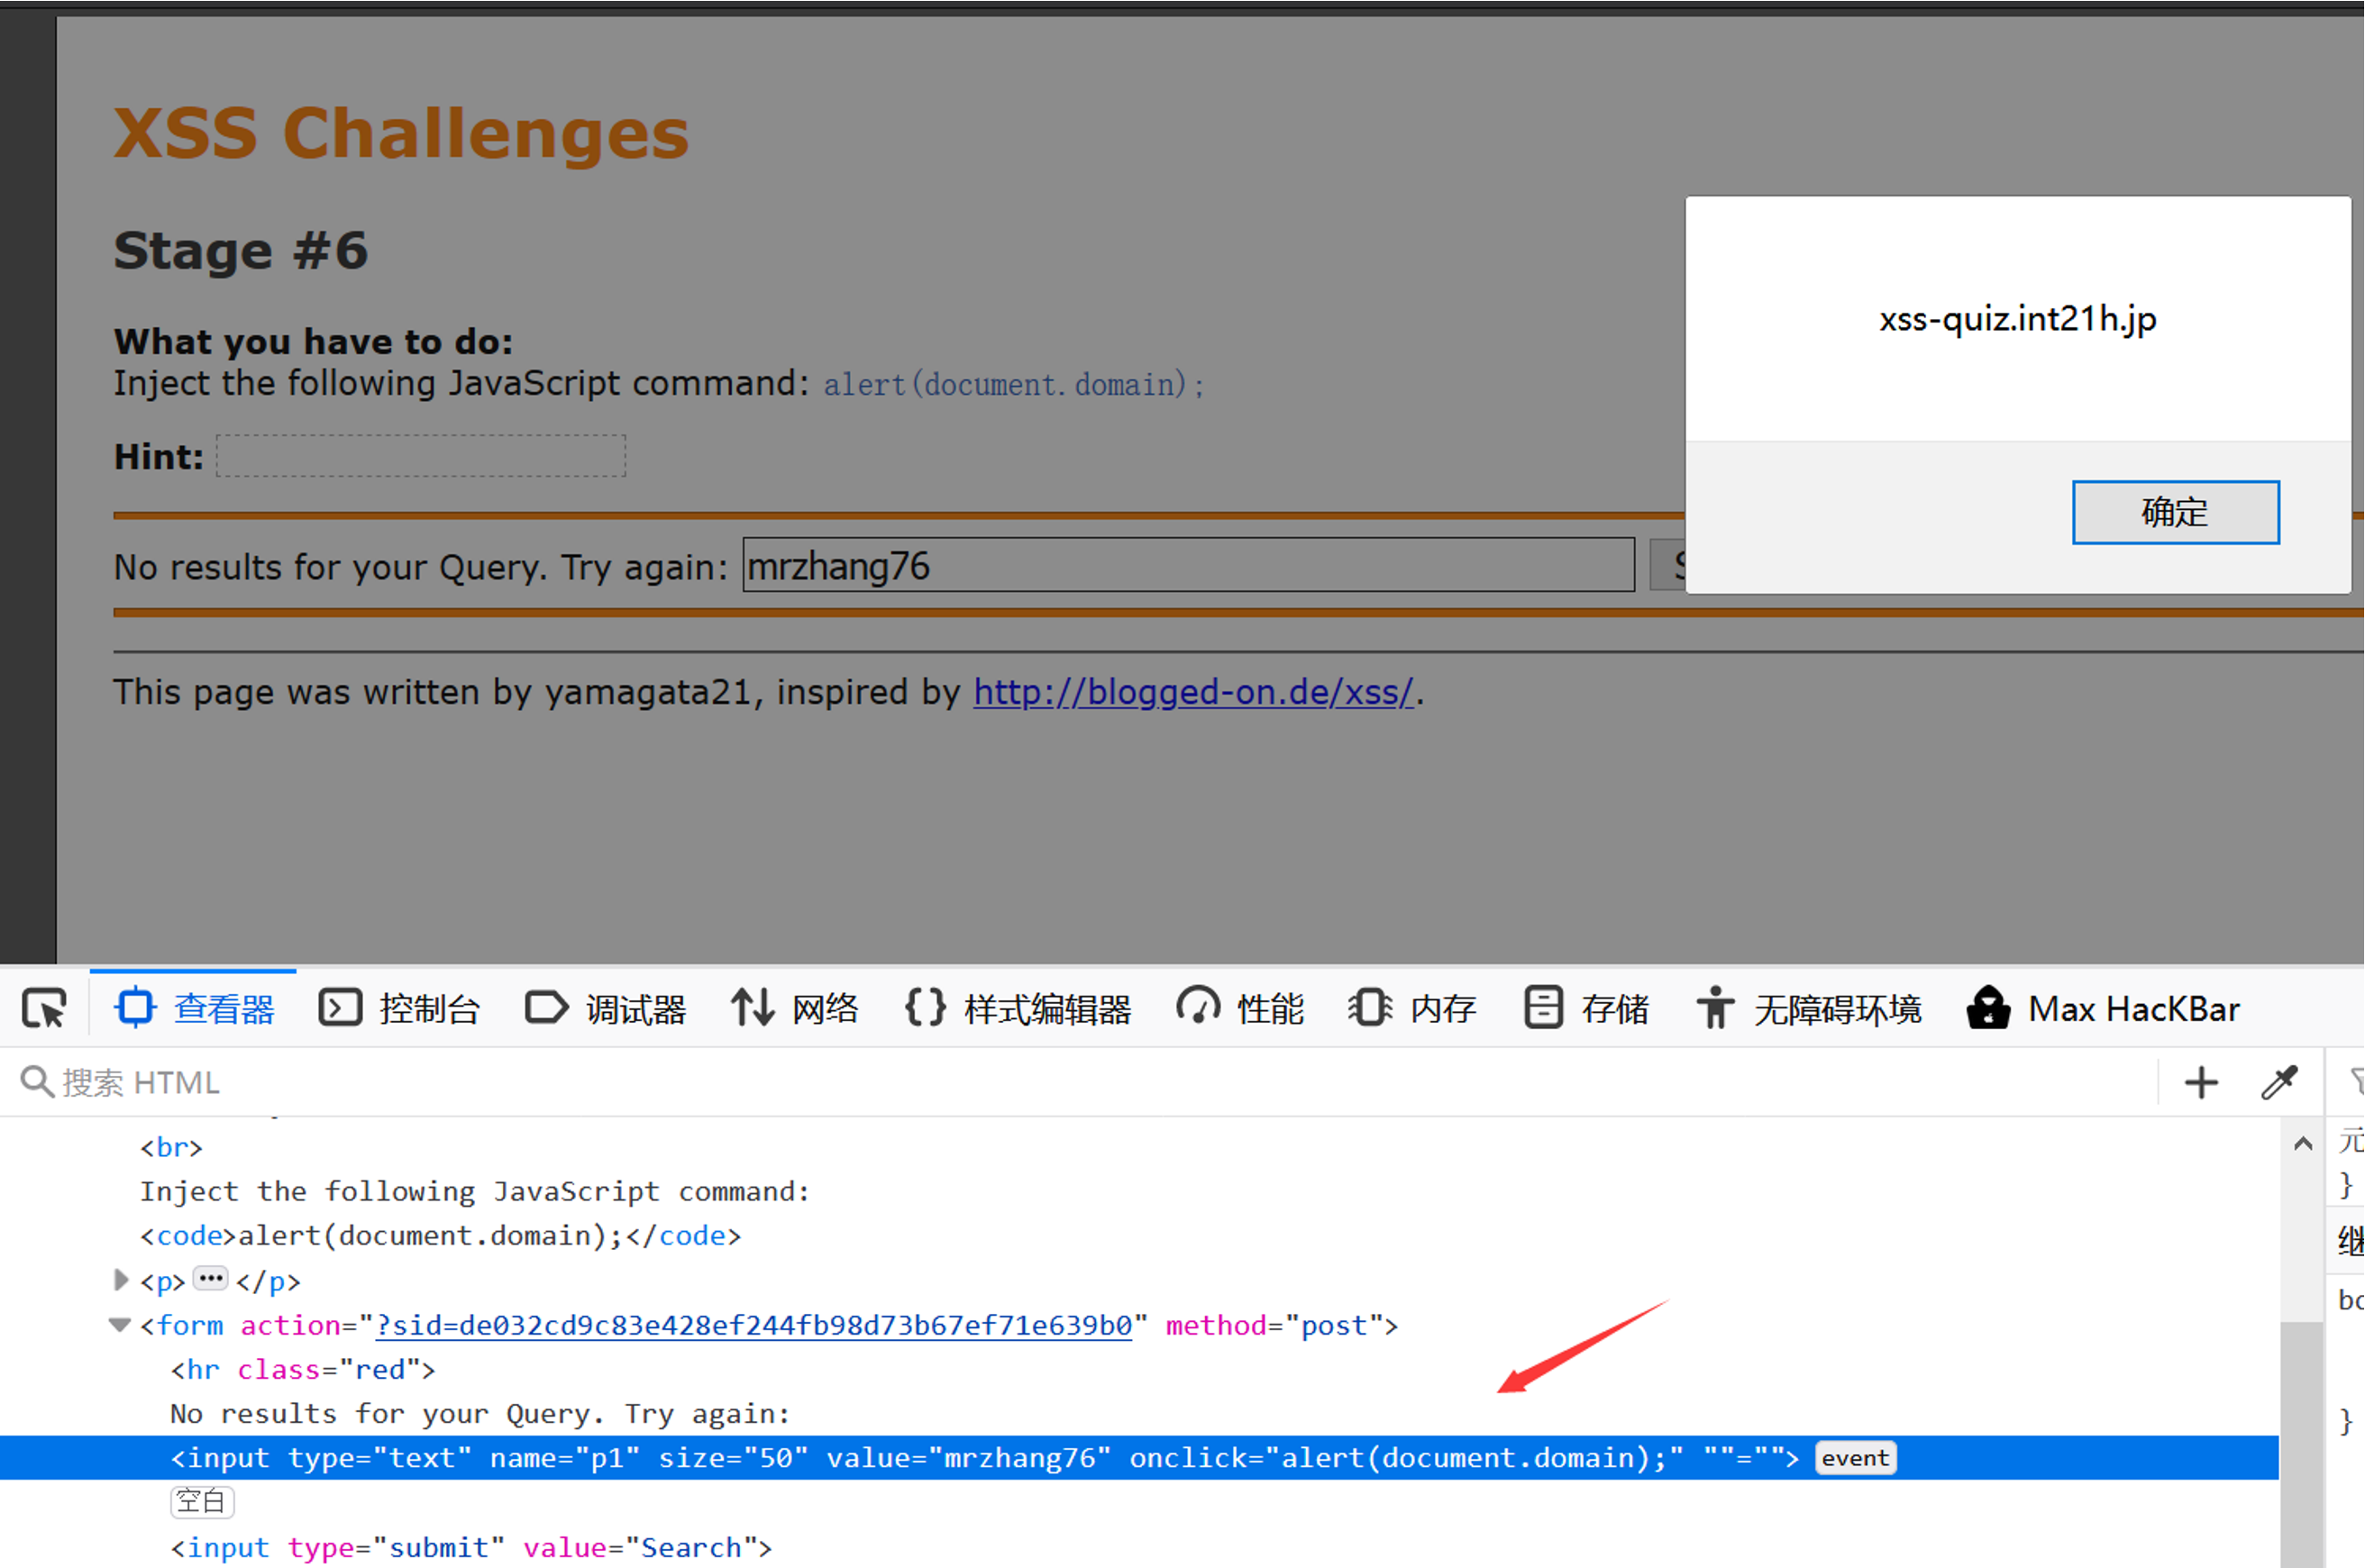 XSS Challenges
Stage #6
What you have to do:
Inject the following JavaScript command: alert(document.domain);
Hint:
No results for your Query. Try again: mrzhang76 S
This page was written by yamagata21, inspired by http://blogged-on.de/xss/.
xss-quiz.int21h.jp
确定
查看器 控制台 调试器 网络 样式编辑器 性能 内存 存储 无障碍环境 Max HacKBar
搜索 HTML
<br>
Inject the following JavaScript command:
<code>alert(document.domain);</code>
<p>•••</p>
<form action="?sid=de032cd9c83e428ef244fb98d73b67ef71e639b0" method="post">
<hr class="red">
No results for your Query. Try again:
<input type="text" name="p1" size="50" value="mrzhang76" onclick="alert(document.domain);" ""=""> event
空白
<input type="submit" value="Search">
元
}
继
}